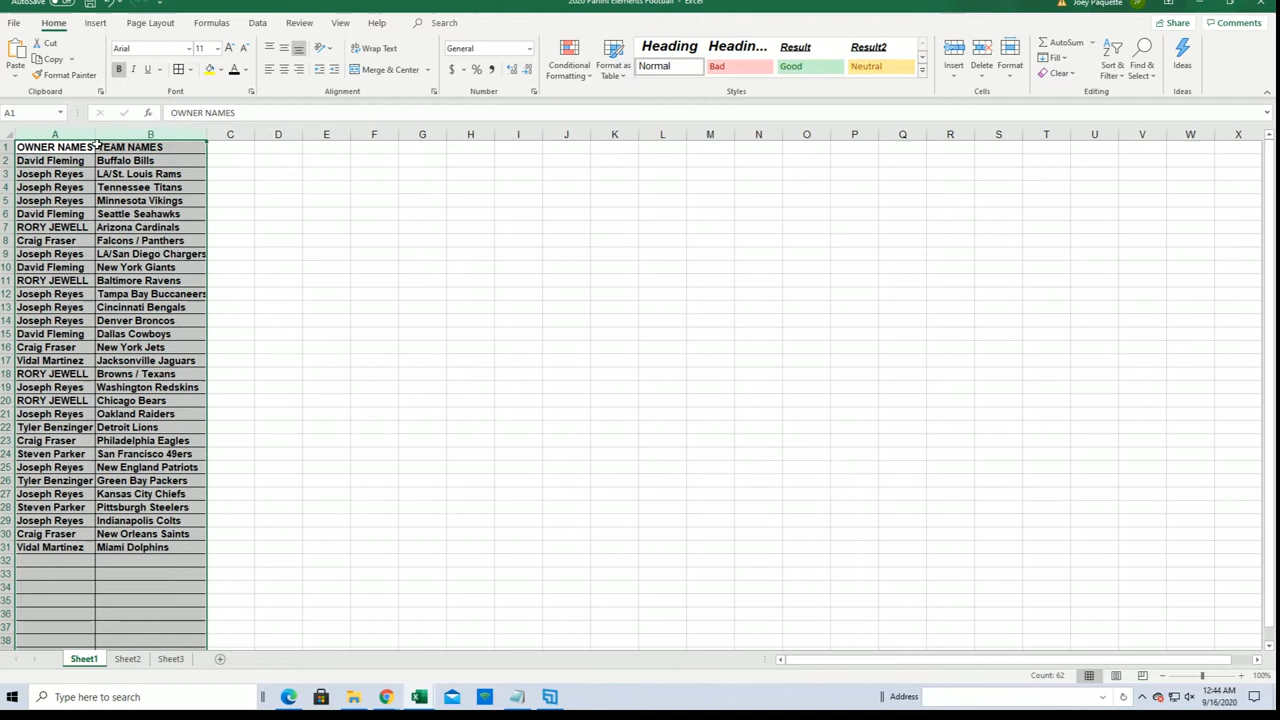 AutoSave Off 2020 Panini Elements Football - Excel Joey Paquette JP
File Home Insert Page Layout Formulas Data Review View Help Search Share Comments
Paste Cut Copy Format Painter Clipboard
Arial 11 B I U Font
Wrap Text Merge & Center Alignment
General $ % Number
Conditional Formatting Format as Table
Heading Headin... Result Result2
Normal Bad Good Neutral Styles
Insert Delete Format Cells
AutoSum Fill Clear Sort & Filter Find & Select Editing
Ideas Ideas
A1 OWNER NAMES
A B C D E F G H I J K L M N O P Q R S T U V W X
1 OWNER NAMES TEAM NAMES
2 David Fleming Buffalo Bills
3 Joseph Reyes LA/St. Louis Rams
4 Joseph Reyes Tennessee Titans
5 Joseph Reyes Minnesota Vikings
6 David Fleming Seattle Seahawks
7 RORY JEWELL Arizona Cardinals
8 Craig Fraser Falcons / Panthers
9 Joseph Reyes LA/San Diego Chargers
10 David Fleming New York Giants
11 RORY JEWELL Baltimore Ravens
12 Joseph Reyes Tampa Bay Buccaneers
13 Joseph Reyes Cincinnati Bengals
14 Joseph Reyes Denver Broncos
15 David Fleming Dallas Cowboys
16 Craig Fraser New York Jets
17 Vidal Martinez Jacksonville Jaguars
18 RORY JEWELL Browns / Texans
19 Joseph Reyes Washington Redskins
20 RORY JEWELL Chicago Bears
21 Joseph Reyes Oakland Raiders
22 Tyler Benzinger Detroit Lions
23 Craig Fraser Philadelphia Eagles
24 Steven Parker San Francisco 49ers
25 Joseph Reyes New England Patriots
26 Tyler Benzinger Green Bay Packers
27 Joseph Reyes Kansas City Chiefs
28 Steven Parker Pittsburgh Steelers
29 Joseph Reyes Indianapolis Colts
30 Craig Fraser New Orleans Saints
31 Vidal Martinez Miami Dolphins
32
33
34
35
36
37
38
Sheet1 Sheet2 Sheet3
Count: 62 100%
Type here to search Address 12:44 AM
9/16/2020